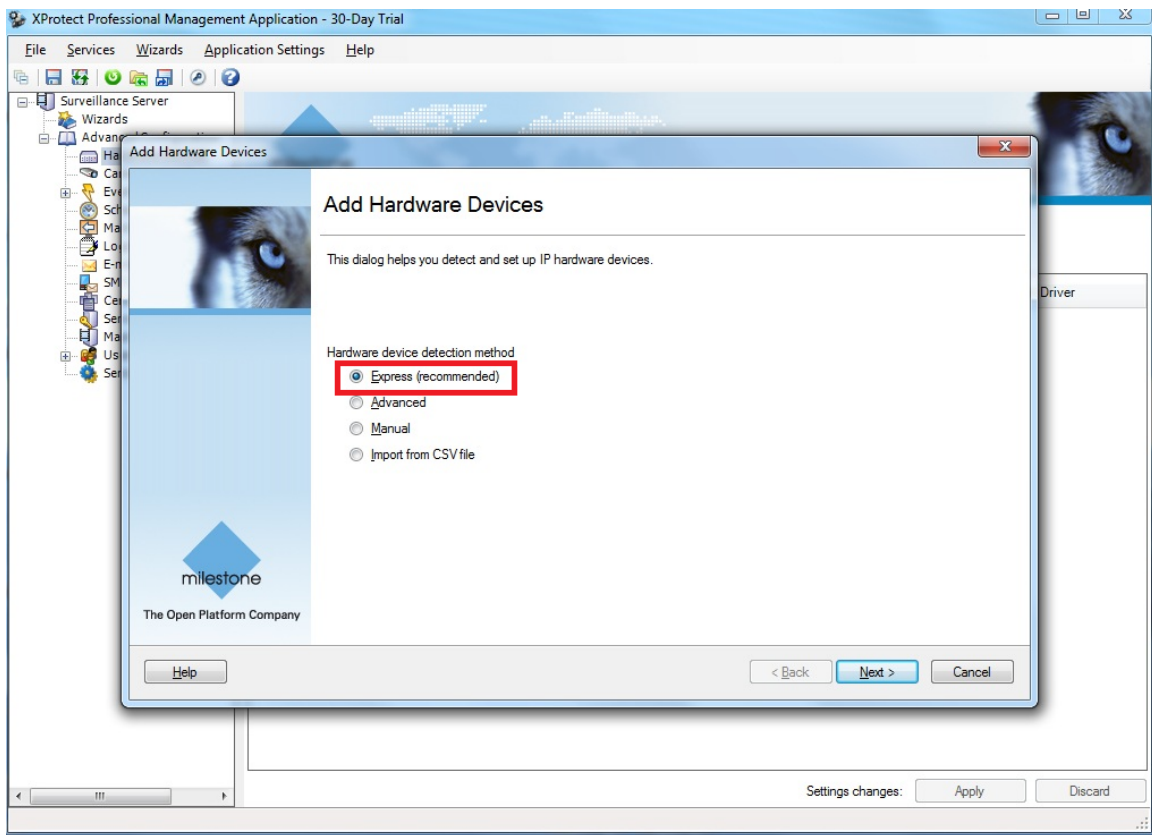 XProtect Professional Management Application - 30-Day Trial
File Services Wizards Application Settings Help
Surveillance Server
Wizards
Add Hardware Devices
Add Hardware Devices
This dialog helps you detect and set up IP hardware devices.
Driver
Hardware device detection method
Express (recommended)
Advanced
Manual
Import from CSV file
milestone
The Open Platform Company
Help
< Back Next > Cancel
Settings changes: Apply Discard